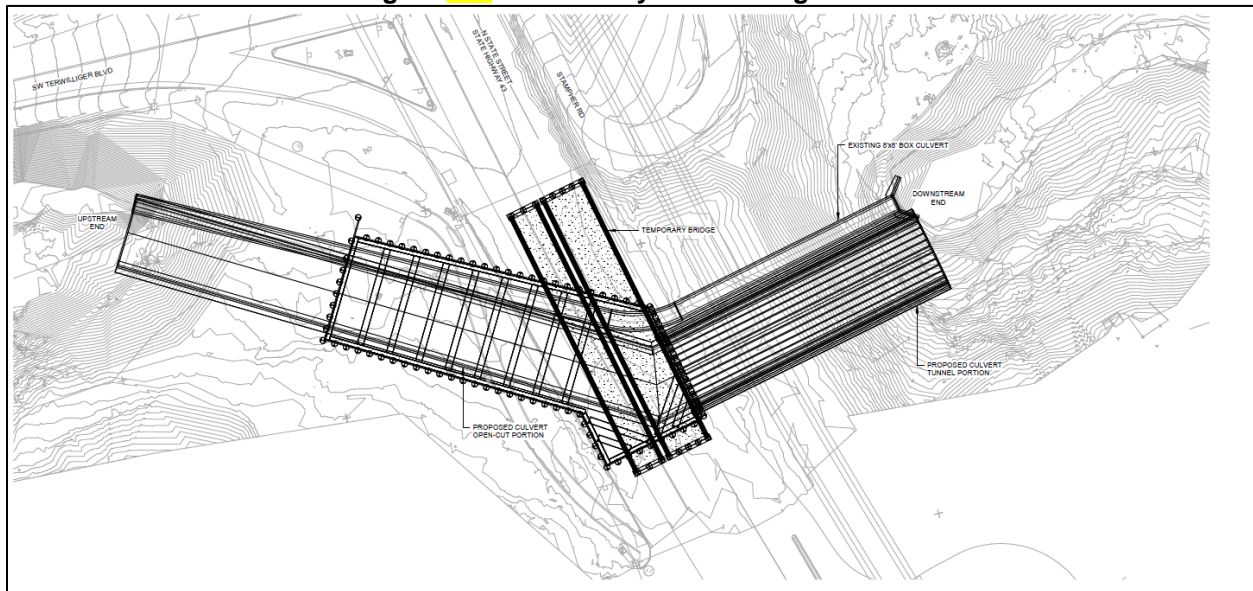 SW TERWILLIGER BLVD
N STATE STREET
STATE HIGHWAY 43
STAMPHER RD
EXISTING 8'x8' BOX CULVERT
DOWNSTREAM
END
UPSTREAM
END
TEMPORARY BRIDGE
PROPOSED CULVERT
TUNNEL PORTION
PROPOSED CULVERT
OPEN-CUT PORTION